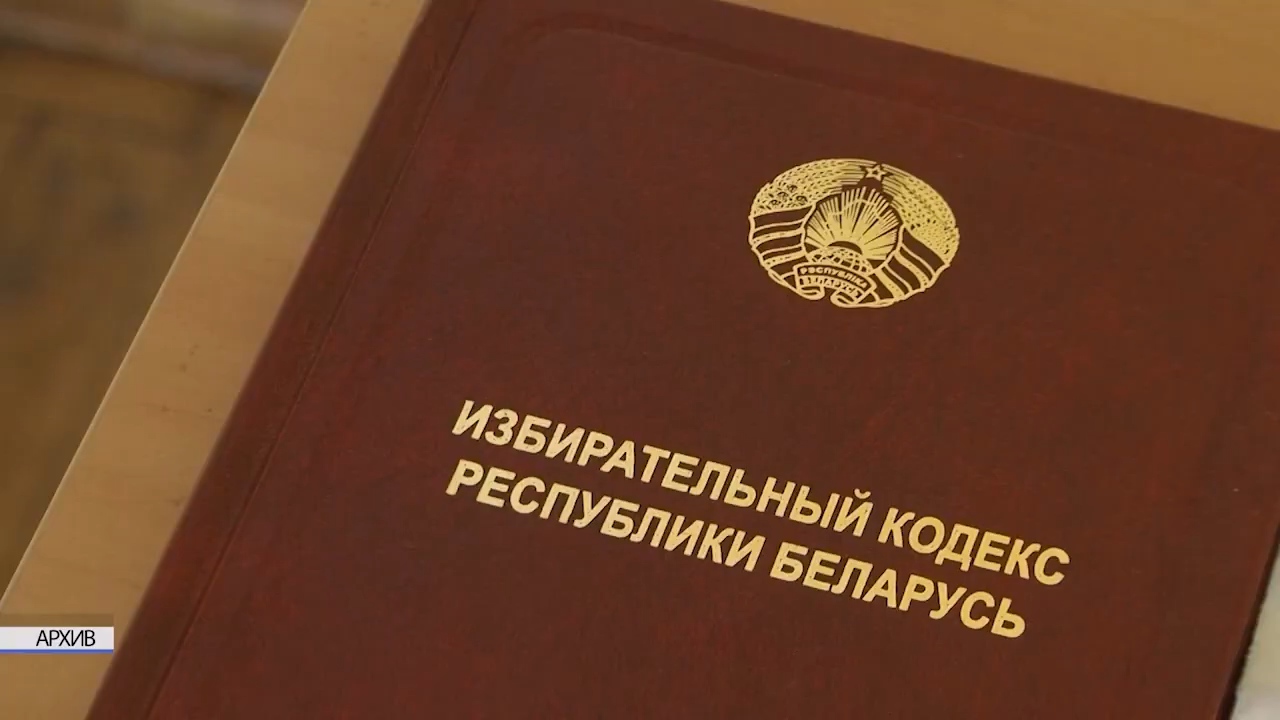 РЭСПУБЛІКА
БЕЛАРУСЬ
ИЗБИРАТЕЛЬНЫЙ КОДЕКС
РЕСПУБЛИКИ БЕЛАРУСЬ
АРХИВ